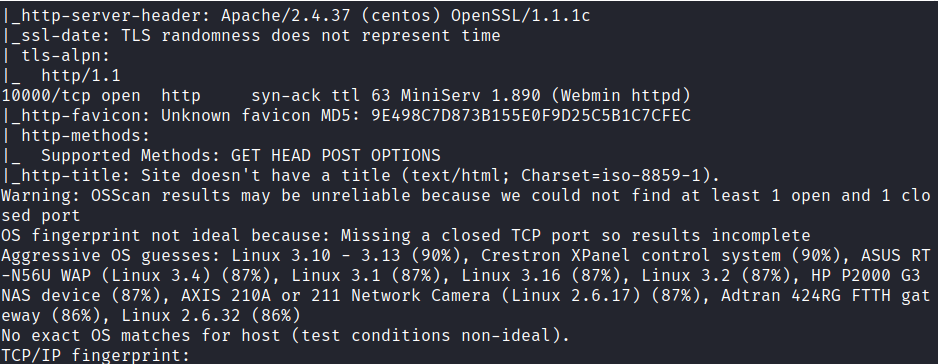 |_http-server-header: Apache/2.4.37 (centos) OpenSSL/1.1.1c
|_ssl-date: TLS randomness does not represent time
| tls-alpn:
|_  http/1.1
10000/tcp open  http     syn-ack ttl 63 MiniServ 1.890 (Webmin httpd)
|_http-favicon: Unknown favicon MD5: 9E498C7D873B155E0F9D25C5B1C7CFEC
| http-methods:
|_  Supported Methods: GET HEAD POST OPTIONS
|_http-title: Site doesn't have a title (text/html; Charset=iso-8859-1).
Warning: OSScan results may be unreliable because we could not find at least 1 open and 1 clo
sed port
OS fingerprint not ideal because: Missing a closed TCP port so results incomplete
Aggressive OS guesses: Linux 3.10 - 3.13 (90%), Crestron XPanel control system (90%), ASUS RT
-N56U WAP (Linux 3.4) (87%), Linux 3.1 (87%), Linux 3.16 (87%), Linux 3.2 (87%), HP P2000 G3
NAS device (87%), AXIS 210A or 211 Network Camera (Linux 2.6.17) (87%), Adtran 424RG FTTH gat
eway (86%), Linux 2.6.32 (86%)
No exact OS matches for host (test conditions non-ideal).
TCP/IP fingerprint: